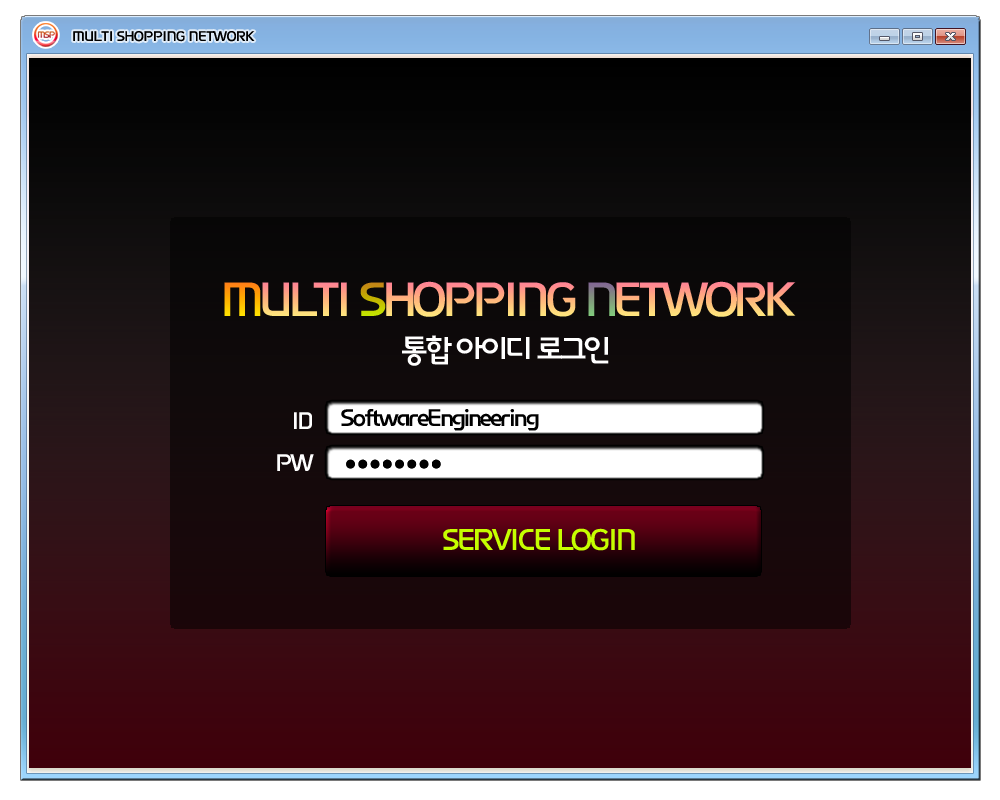 MSP
MULTI SHOPPING NETWORK
MULTI SHOPPING NETWORK
통합 아이디 로그인
ID SoftwareEngineering
PW ••••••••
SERVICE LOGIN